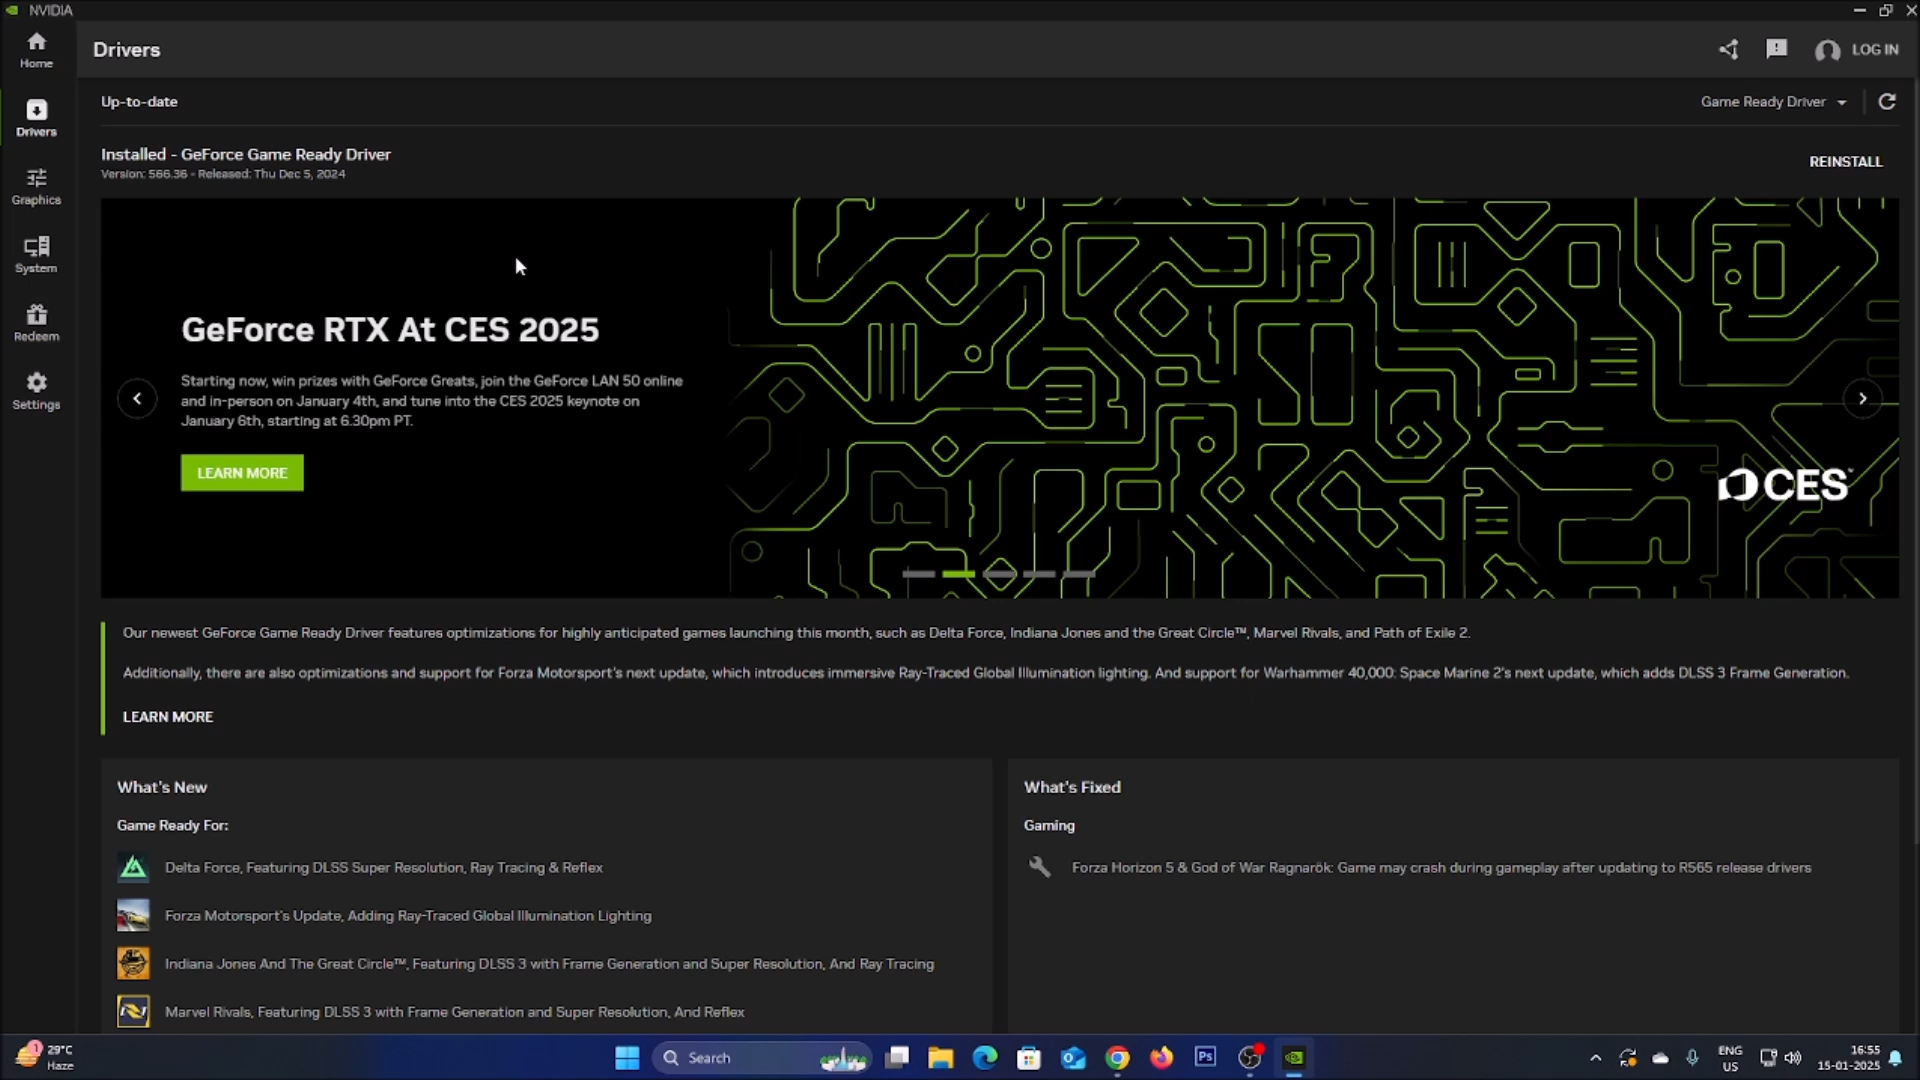 NVIDIA
Home
Drivers
Graphics
System
Redeem
Settings
Drivers
LOG IN
Up-to-date
Game Ready Driver
Installed - GeForce Game Ready Driver
Version: 566.36 - Released: Thu Dec 5, 2024
REINSTALL
GeForce RTX At CES 2025
Starting now, win prizes with GeForce Greats, join the GeForce LAN 50 online
and in-person on January 4th, and tune into the CES 2025 keynote on
January 6th, starting at 6.30pm PT.
LEARN MORE
CES
Our newest GeForce Game Ready Driver features optimizations for highly anticipated games launching this month, such as Delta Force, Indiana Jones and the Great Circle™, Marvel Rivals, and Path of Exile 2.
Additionally, there are also optimizations and support for Forza Motorsport's next update, which introduces immersive Ray-Traced Global Illumination lighting. And support for Warhammer 40,000: Space Marine 2's next update, which adds DLSS 3 Frame Generation.
LEARN MORE
What's New
Game Ready For:
Delta Force, Featuring DLSS Super Resolution, Ray Tracing & Reflex
Forza Motorsport's Update, Adding Ray-Traced Global Illumination Lighting
Indiana Jones And The Great Circle™, Featuring DLSS 3 with Frame Generation and Super Resolution, And Ray Tracing
Marvel Rivals, Featuring DLSS 3 with Frame Generation and Super Resolution, And Reflex
What's Fixed
Gaming
Forza Horizon 5 & God of War Ragnarök: Game may crash during gameplay after updating to R565 release drivers
1
29°C
Haze
Search
Ps
ENG
US
16:55
15-01-2025